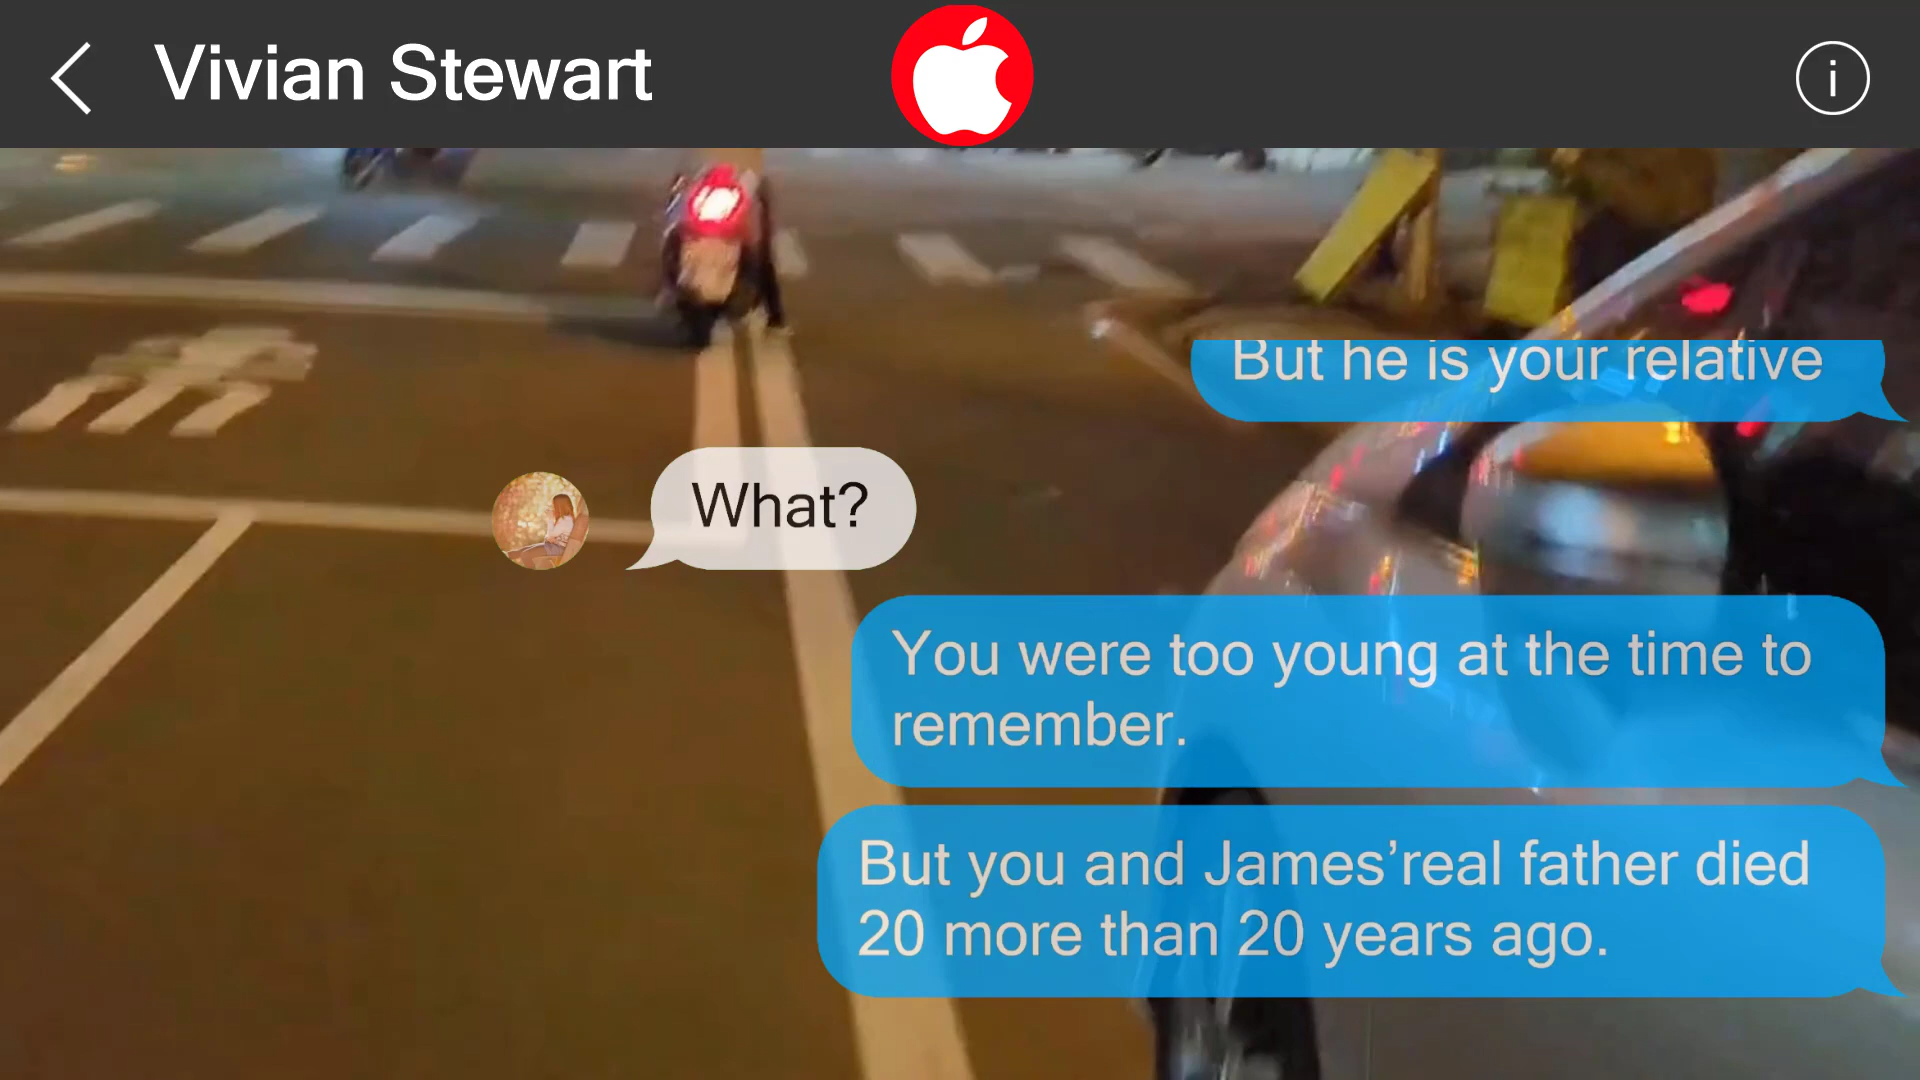 Vivian Stewart
i
But he is your relative
What?
You were too young at the time to
remember.
But you and James’real father died
20 more than 20 years ago.